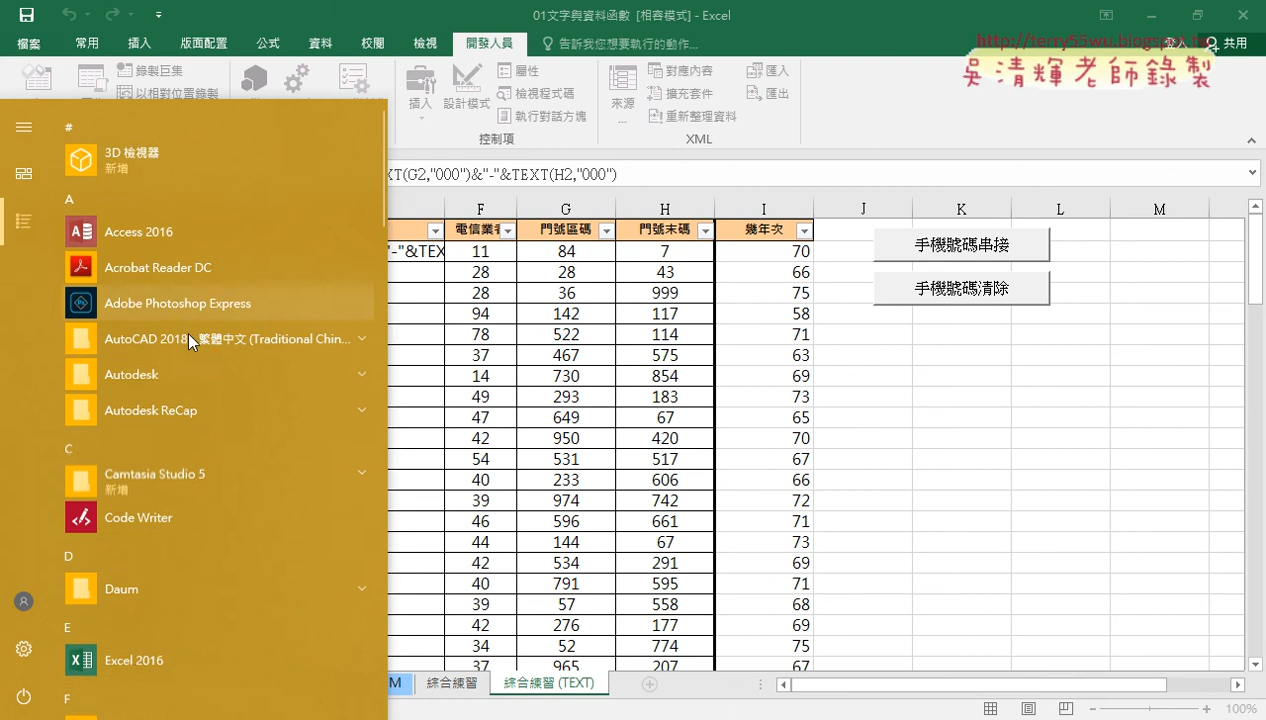 01文字與資料函數 [相容模式] - Excel
http://terry55wu.blogspot.tw
吳清輝老師錄製
檔案 常用 插入 版面配置 公式 資料 校閱 檢視 開發人員 告訴我您想要執行的動作... 登入 共用
錄製巨集
以相對位置錄製
插入 設計模式 屬性 檢視程式碼 執行對話方塊
控制項
來源 ... 對應內容 擴充套件 重新整理資料 匯入 匯出
XML
XT(G2,"000")&"-"&TEXT(H2,"000")
#
3D 檢視器
新增
A
Access 2016
Acrobat Reader DC
Adobe Photoshop Express
AutoCAD 2018 繁體中文 (Traditional Chin...
Autodesk
Autodesk ReCap
C
Camtasia Studio 5
新增
Code Writer
D
Daum
E
Excel 2016
F
F G H I J K L M
電信業者 門號區碼 門號末碼 幾年次
"-"&TEX 11 84 7 70
28 28 43 66
28 36 999 75
94 142 117 58
78 522 114 71
37 467 575 63
14 730 854 69
49 293 183 73
47 649 67 65
42 950 420 70
54 531 517 67
40 233 606 66
39 974 742 72
46 596 661 71
44 144 67 73
42 534 291 69
40 791 595 71
39 57 558 68
42 276 177 69
34 52 774 75
37 965 207 67
手機號碼串接
手機號碼清除
M 綜合練習 綜合練習 (TEXT)
100%